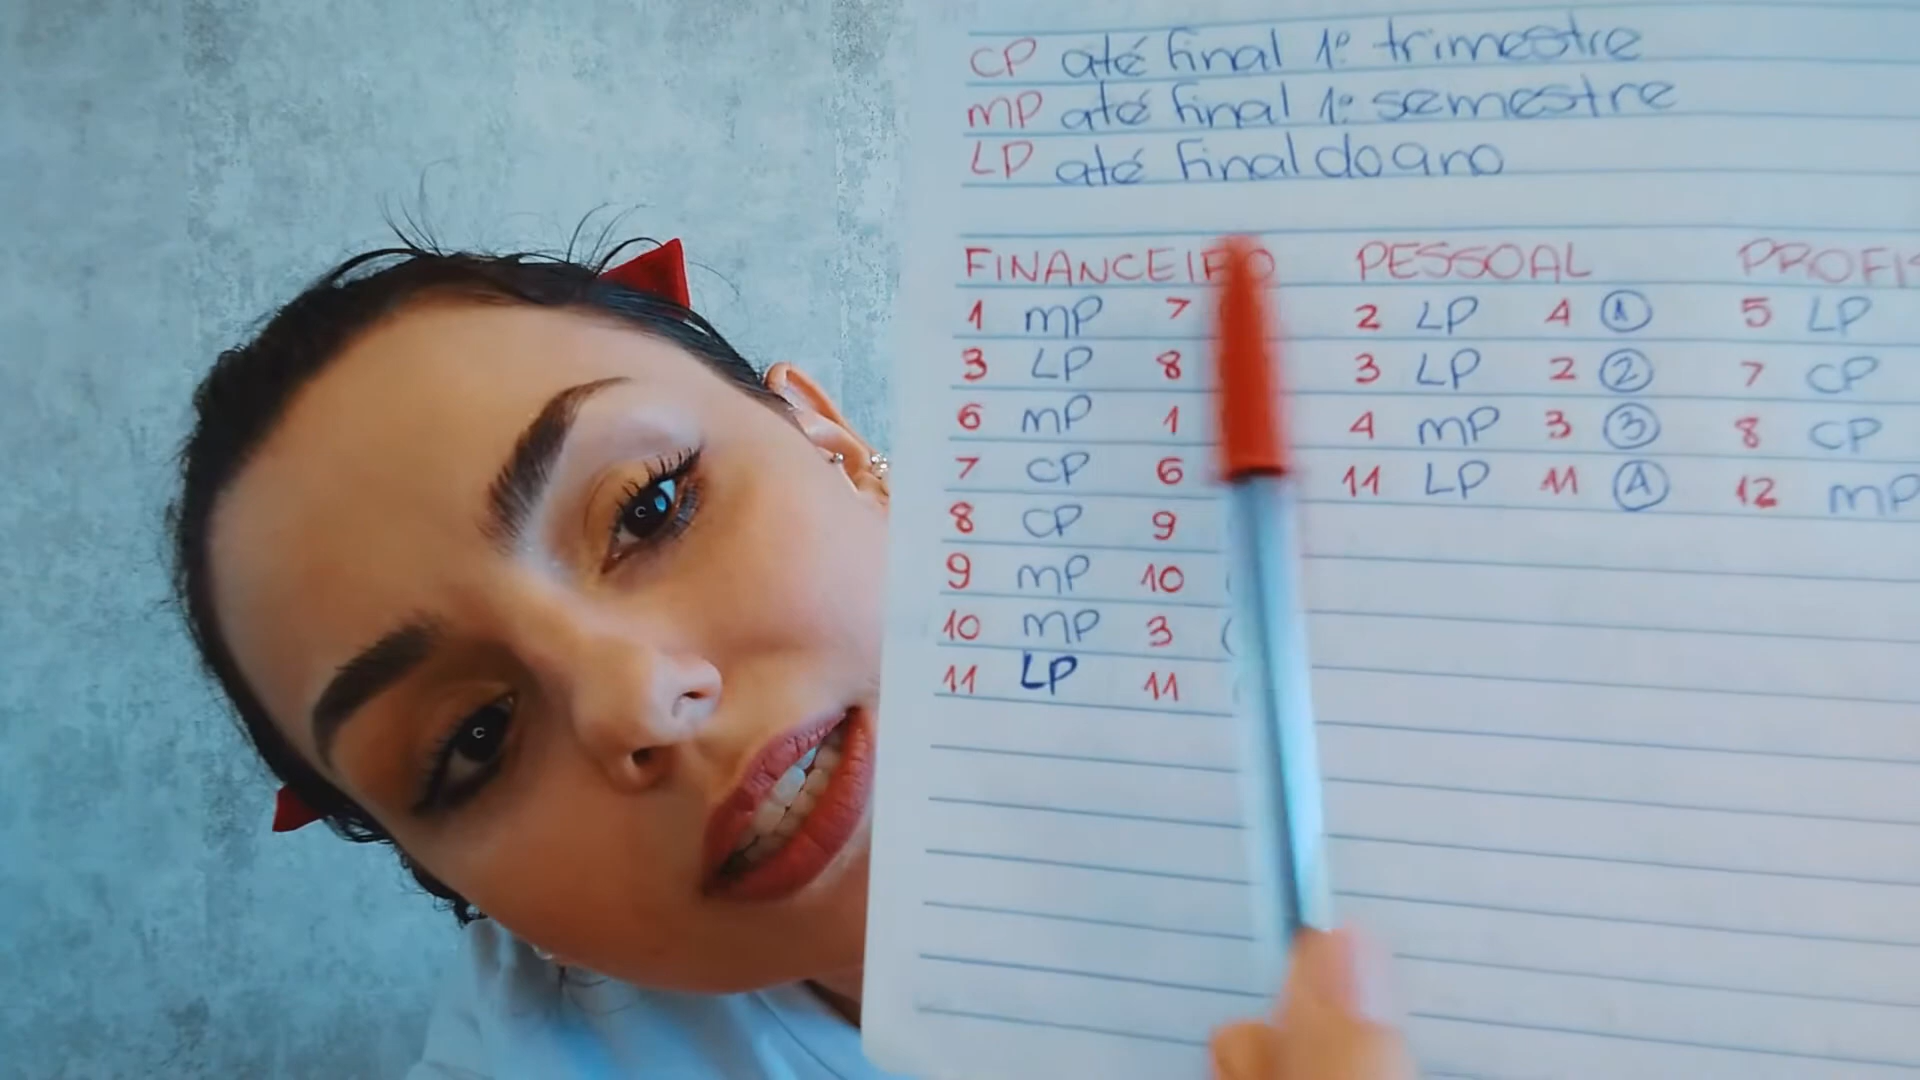 CP até final 1º trimestre
MP até final 1º semestre
LP até final do ano
FINANCEIRO PESSOAL PROFIS
1 MP 7 2 LP 4 1 5 LP
3 LP 8 3 LP 2 2 7 CP
6 MP 1 4 MP 3 3 8 CP
7 CP 6 11 LP 11 4 12 MP
8 CP 9
9 MP 10
10 MP 3
11 LP 11